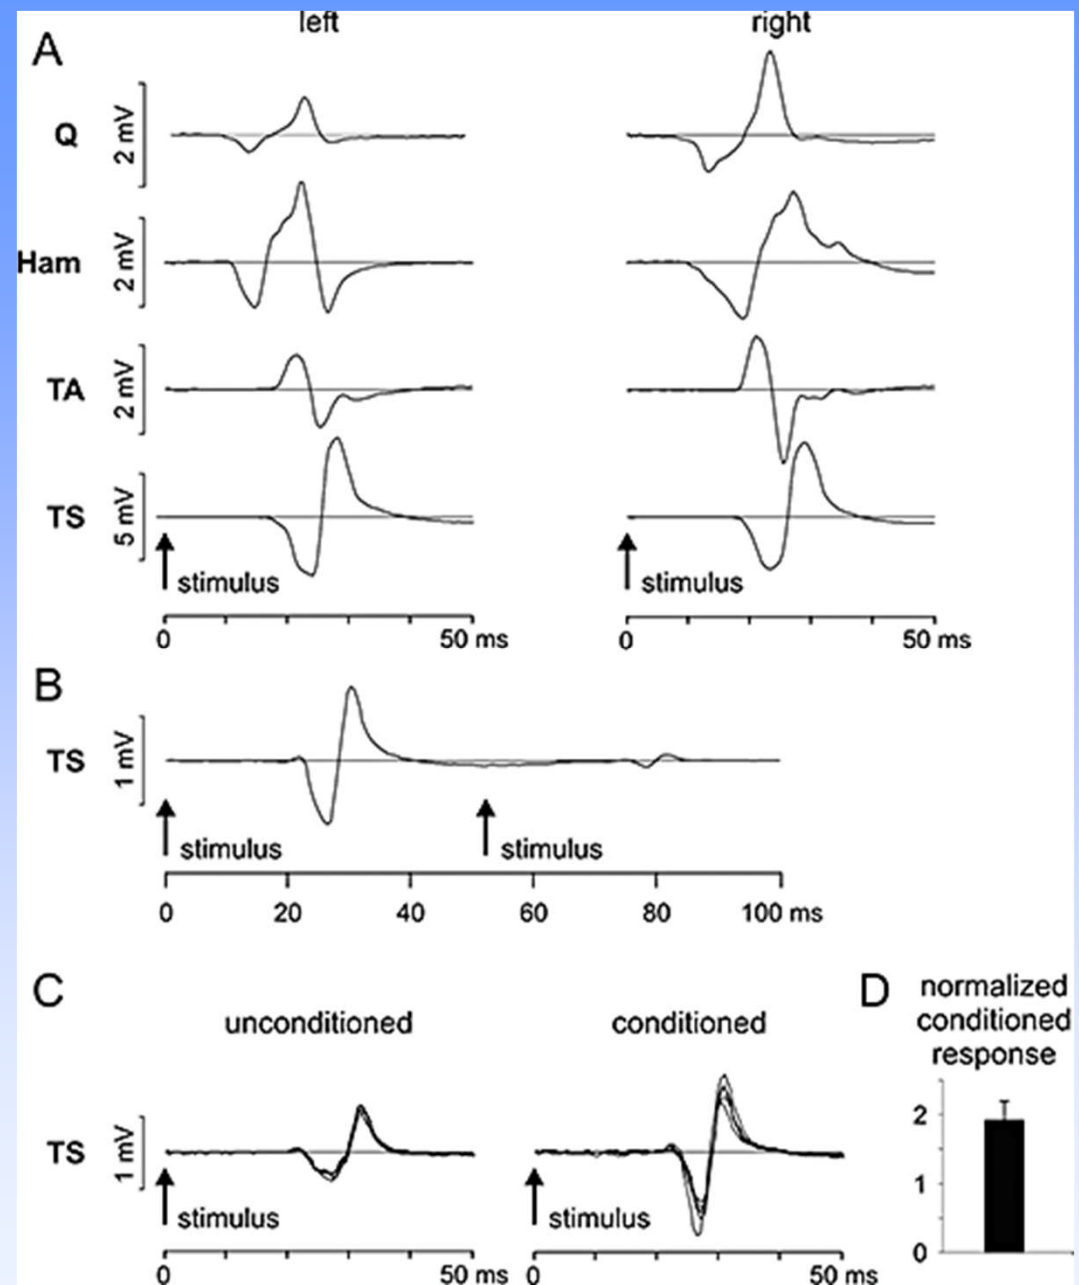 left right
A
Q 2 mV
Ham 2 mV
TA 2 mV
TS 5 mV
stimulus stimulus
0 50 ms 0 50 ms
B
TS 1 mV
stimulus stimulus
0 20 40 60 80 100 ms
C D normalized
conditioned
response
unconditioned conditioned
2
TS 1 mV
1
stimulus stimulus
0
0 50 ms 0 50 ms